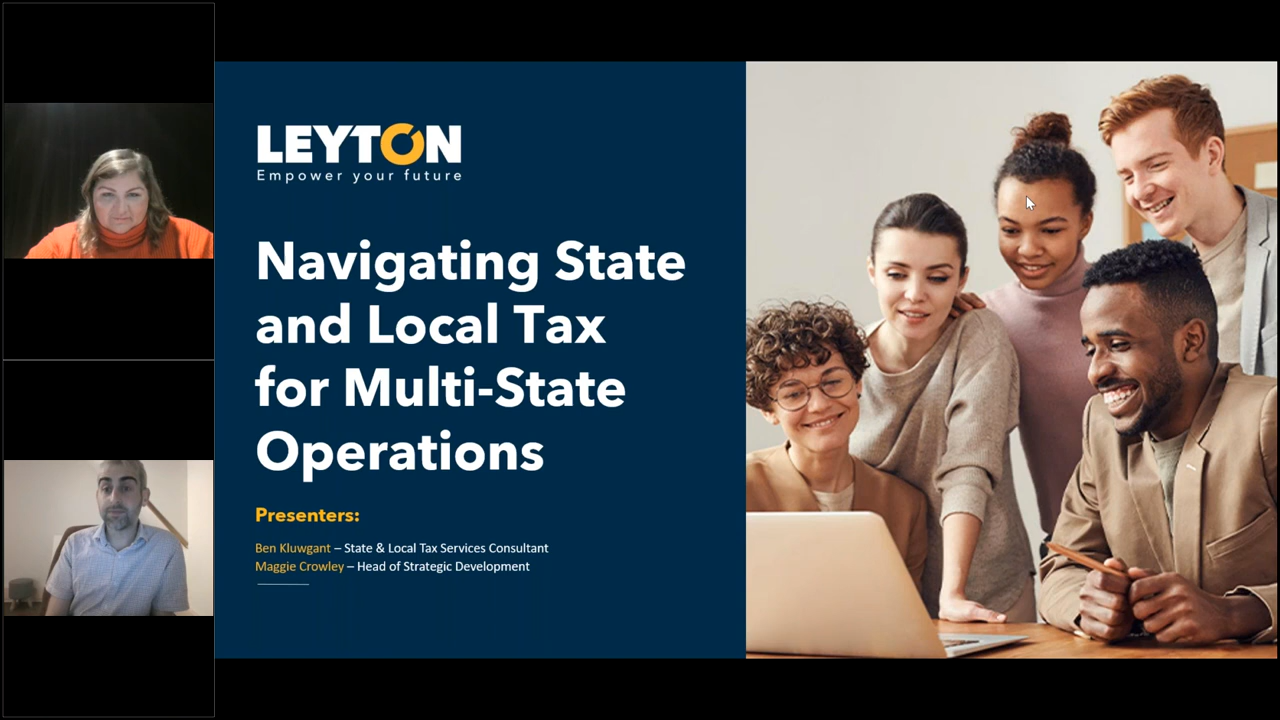 LEYTON
Empower your future
Navigating State
and Local Tax
for Multi-State
Operations
Presenters:
Ben Kluwgant – State & Local Tax Services Consultant
Maggie Crowley – Head of Strategic Development